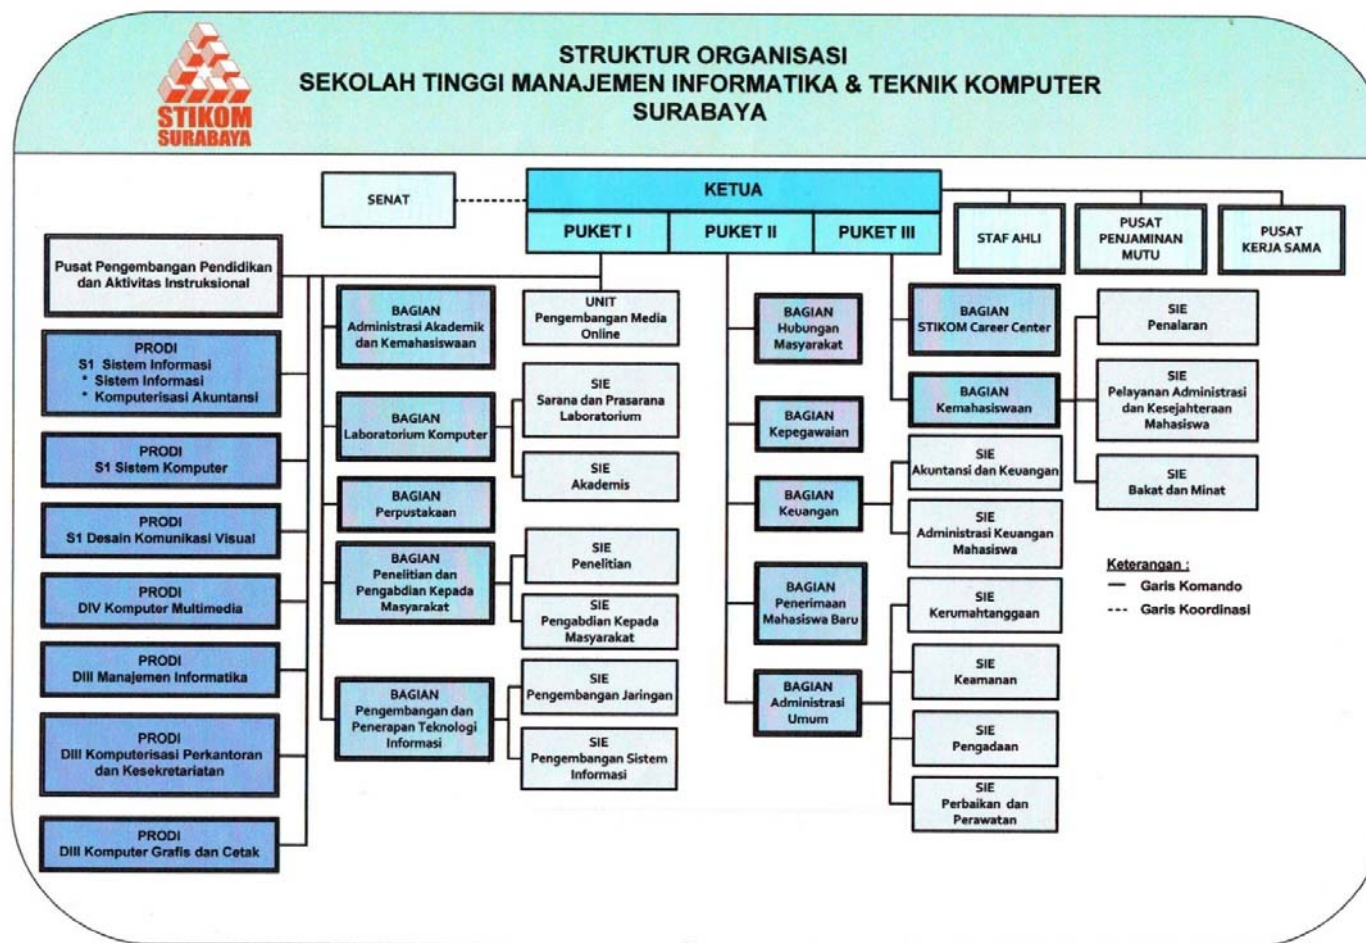 STRUKTUR ORGANISASI
SEKOLAH TINGGI MANAJEMEN INFORMATIKA & TEKNIK KOMPUTER
SURABAYA
STIKOM
SURABAYA
SENAT
KETUA
PUKET I
PUKET II
PUKET III
STAF AHLI
PUSAT
PENJAMINAN
MUTU
PUSAT
KERJA SAMA
Pusat Pengembangan Pendidikan
dan Aktivitas Instruksional
PRODI
S1 Sistem Informasi
* Sistem Informasi
* Komputerisasi Akuntansi
PRODI
S1 Sistem Komputer
PRODI
S1 Desain Komunikasi Visual
PRODI
DIV Komputer Multimedia
PRODI
DIII Manajemen Informatika
PRODI
DIII Komputerisasi Perkantoran
dan Kesekretariatan
PRODI
DIII Komputer Grafis dan Cetak
BAGIAN
Administrasi Akademik
dan Kemahasiswaan
BAGIAN
Laboratorium Komputer
BAGIAN
Perpustakaan
BAGIAN
Penelitian dan
Pengabdian Kepada
Masyarakat
BAGIAN
Pengembangan dan
Penerapan Teknologi
Informasi
UNIT
Pengembangan Media
Online
SIE
Sarana dan Prasarana
Laboratorium
SIE
Akademis
SIE
Penelitian
SIE
Pengabdian Kepada
Masyarakat
SIE
Pengembangan Jaringan
SIE
Pengembangan Sistem
Informasi
BAGIAN
Hubungan
Masyarakat
BAGIAN
Kepegawaian
BAGIAN
Keuangan
BAGIAN
Penerimaan
Mahasiswa Baru
BAGIAN
Administrasi
Umum
BAGIAN
STIKOM Career Center
BAGIAN
Kemahasiswaan
SIE
Akuntansi dan Keuangan
SIE
Administrasi Keuangan
Mahasiswa
SIE
Kerumahtanggaan
SIE
Keamanan
SIE
Pengadaan
SIE
Perbaikan dan
Perawatan
SIE
Penalaran
SIE
Pelayanan Administrasi
dan Kesejahteraan
Mahasiswa
SIE
Bakat dan Minat
Keterangan :
Garis Komando
Garis Koordinasi